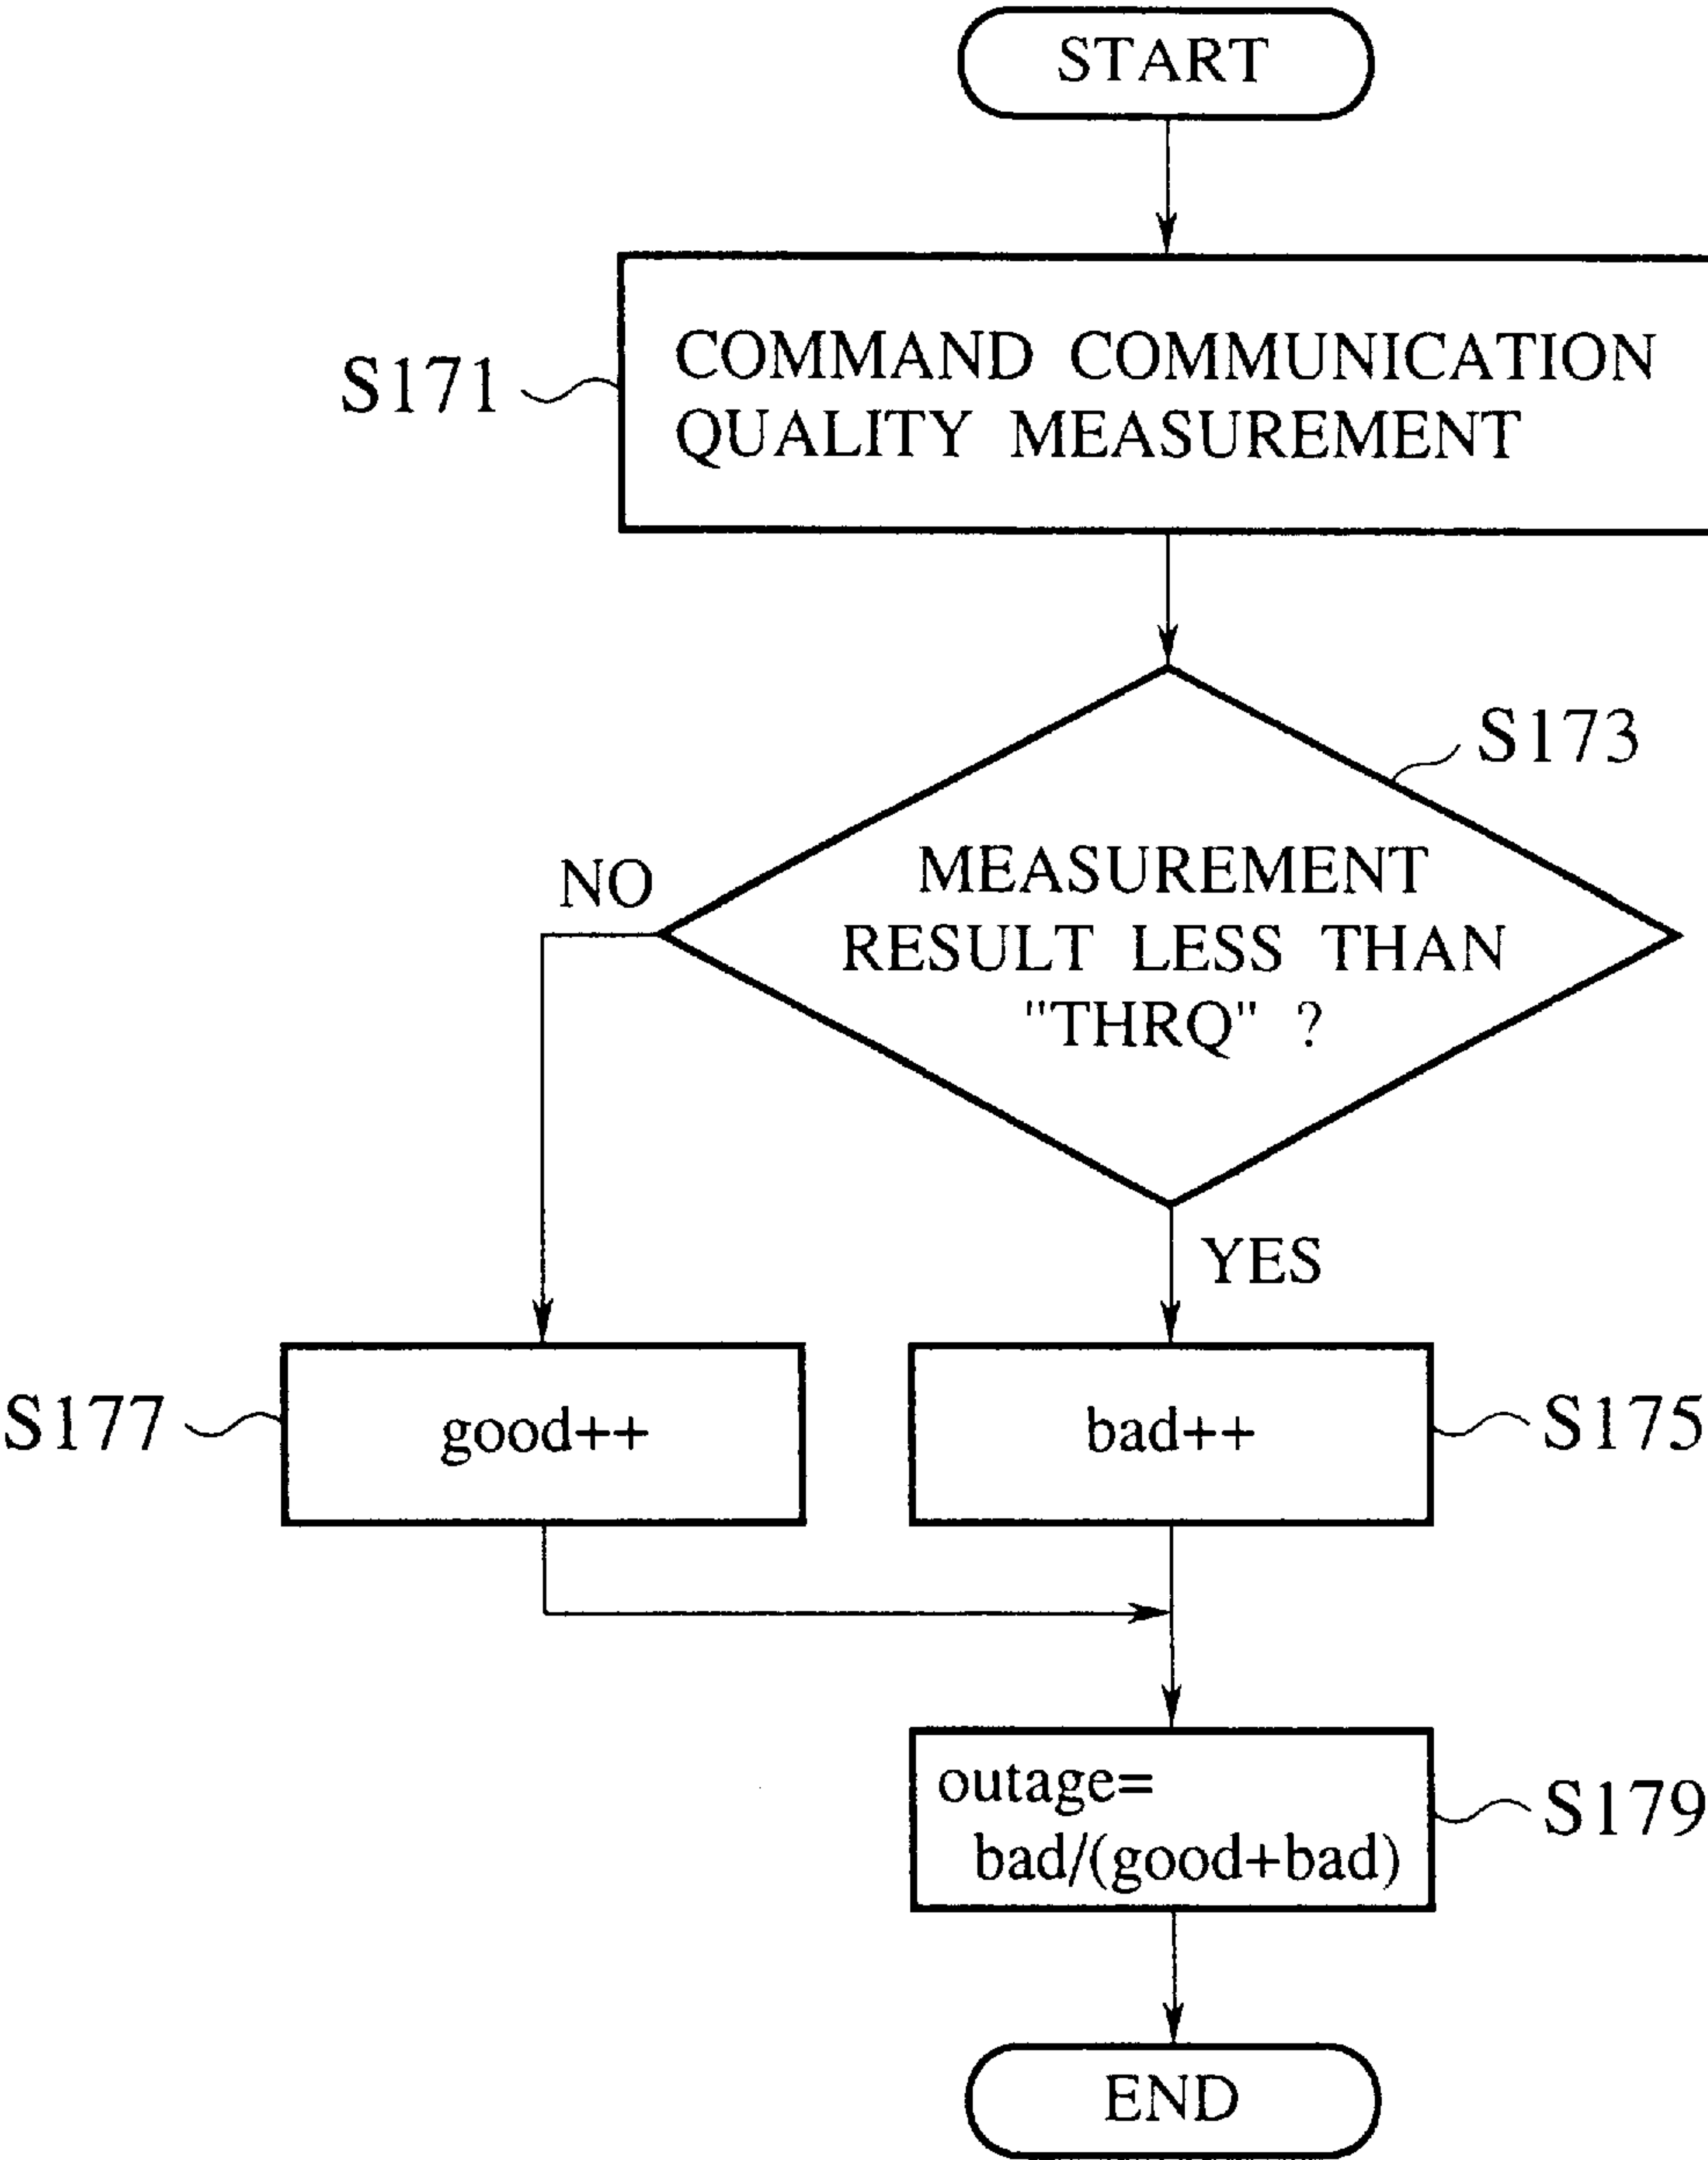 START
S171
COMMAND COMMUNICATION
QUALITY MEASUREMENT
S173
MEASUREMENT
RESULT LESS THAN
"THRQ" ?
NO
YES
S177
good++
bad++
S175
outage=
bad/(good+bad)
S179
END